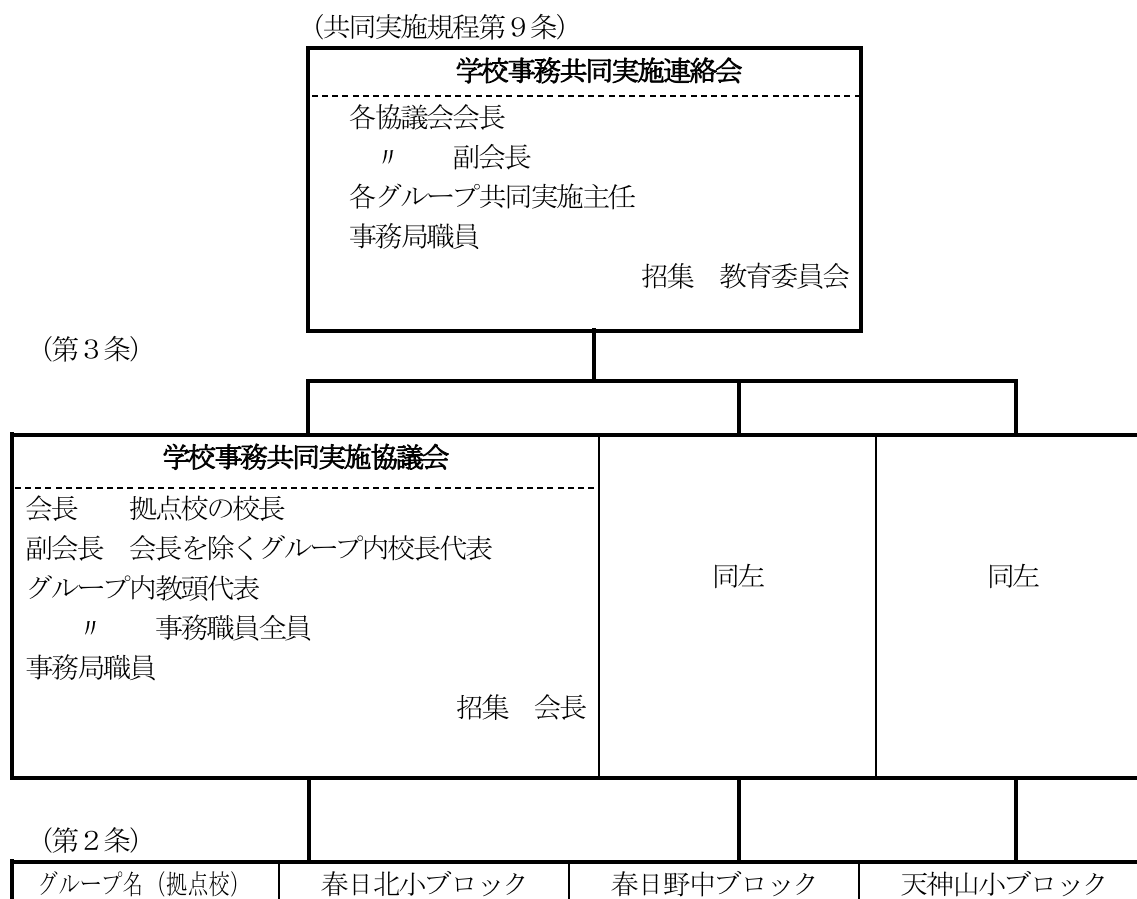 (共同実施規程第９条)
学校事務共同実施連絡会
各協議会会長
〃　　副会長
各グループ共同実施主任
事務局職員
招集　教育委員会
(第３条)
学校事務共同実施協議会
会長　　拠点校の校長
副会長　会長を除くグループ内校長代表
グループ内教頭代表
〃　　事務職員全員
事務局職員
招集　会長
同左
同左
(第２条)
グループ名（拠点校）　春日北小ブロック　春日野中ブロック　天神山小ブロック